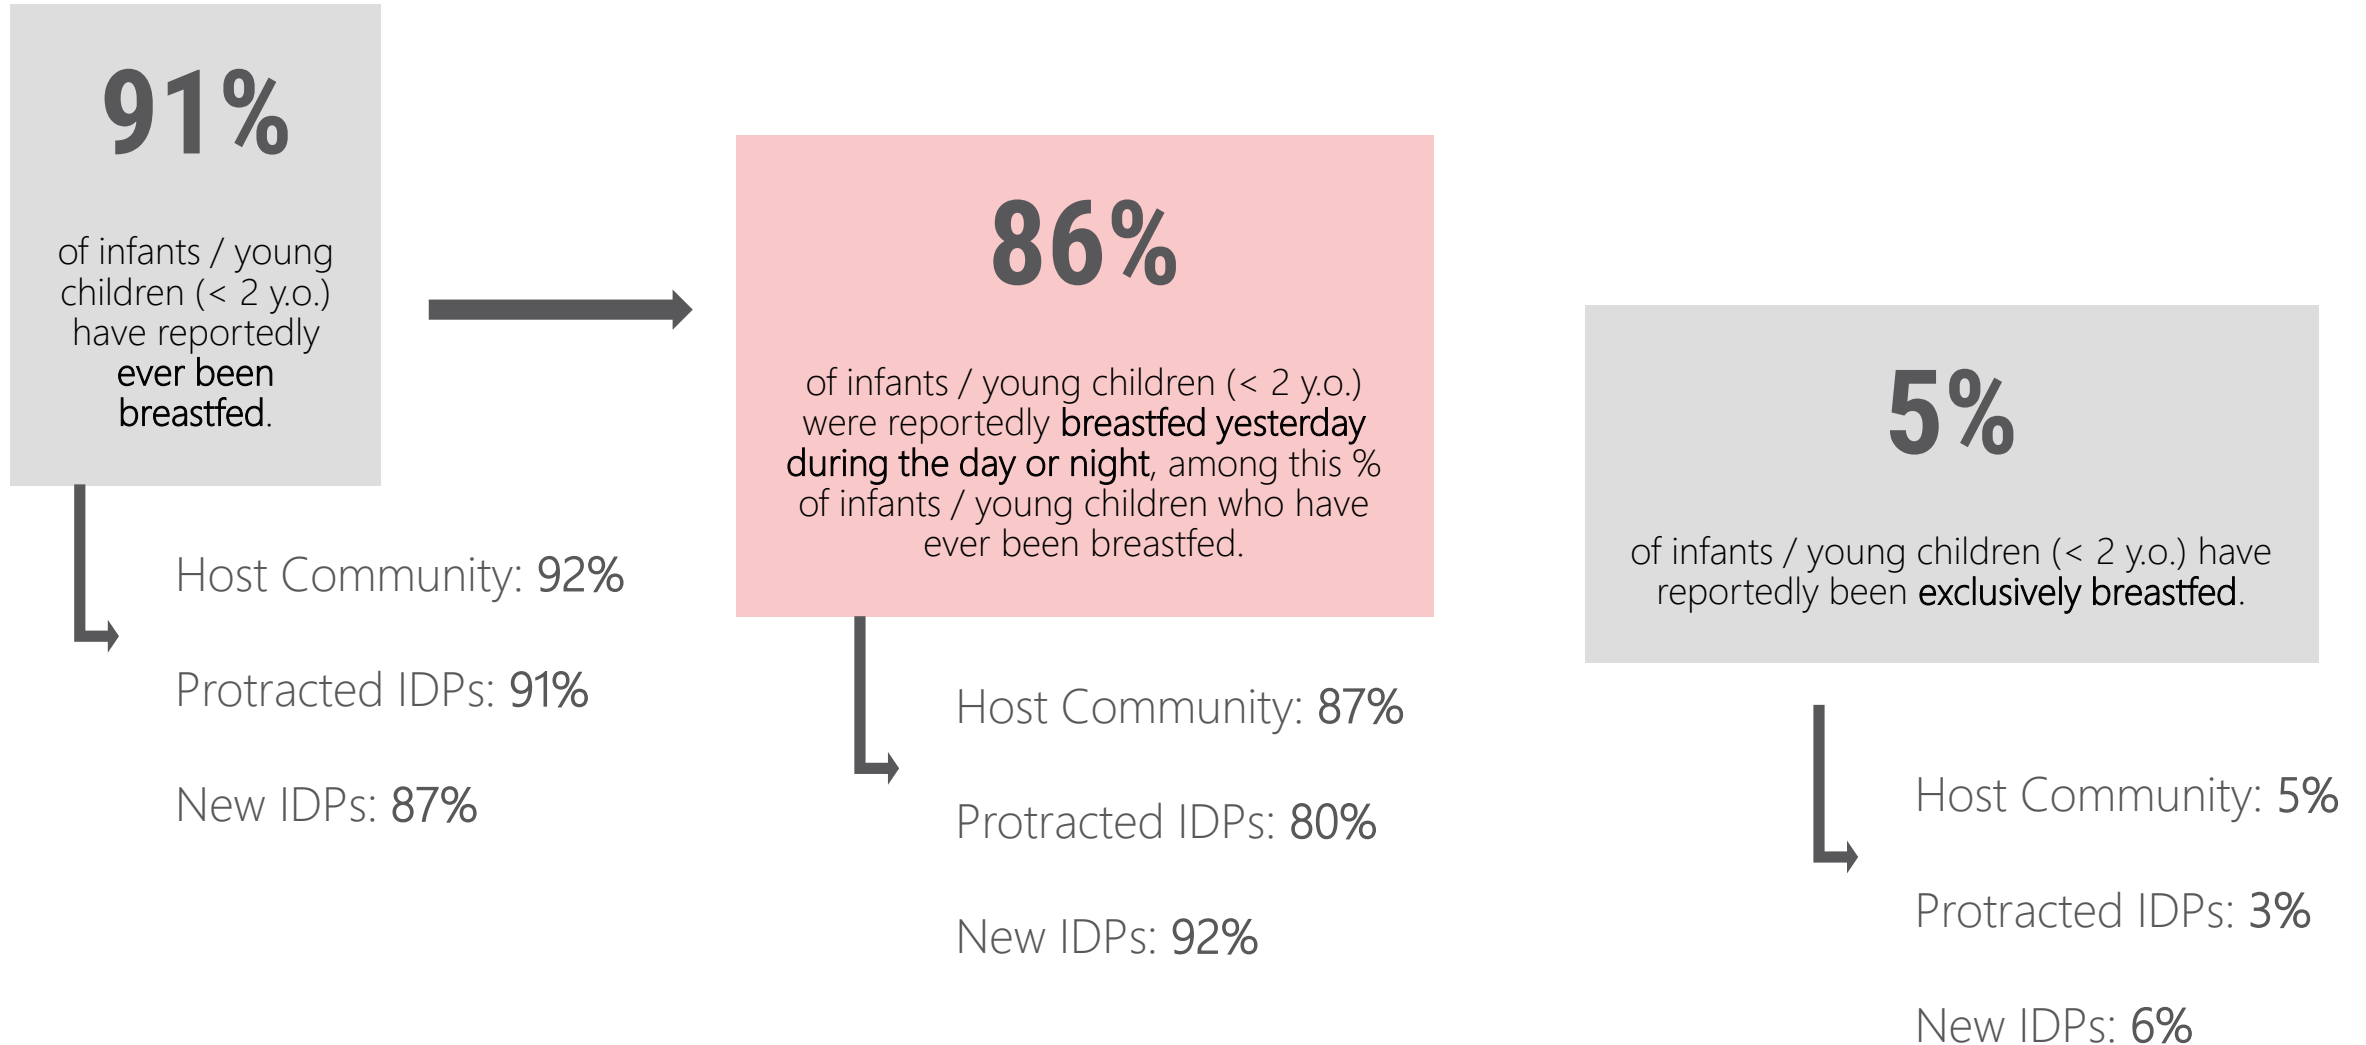 91%
of infants / young
children (< 2 y.o.)
have reportedly
ever been
breastfed.
Host Community: 92%
Protracted IDPs: 91%
New IDPs: 87%
86%
of infants / young children (< 2 y.o.)
were reportedly breastfed yesterday
during the day or night, among this %
of infants / young children who have
ever been breastfed.
Host Community: 87%
Protracted IDPs: 80%
New IDPs: 92%
5%
of infants / young children (< 2 y.o.) have
reportedly been exclusively breastfed.
Host Community: 5%
Protracted IDPs: 3%
New IDPs: 6%